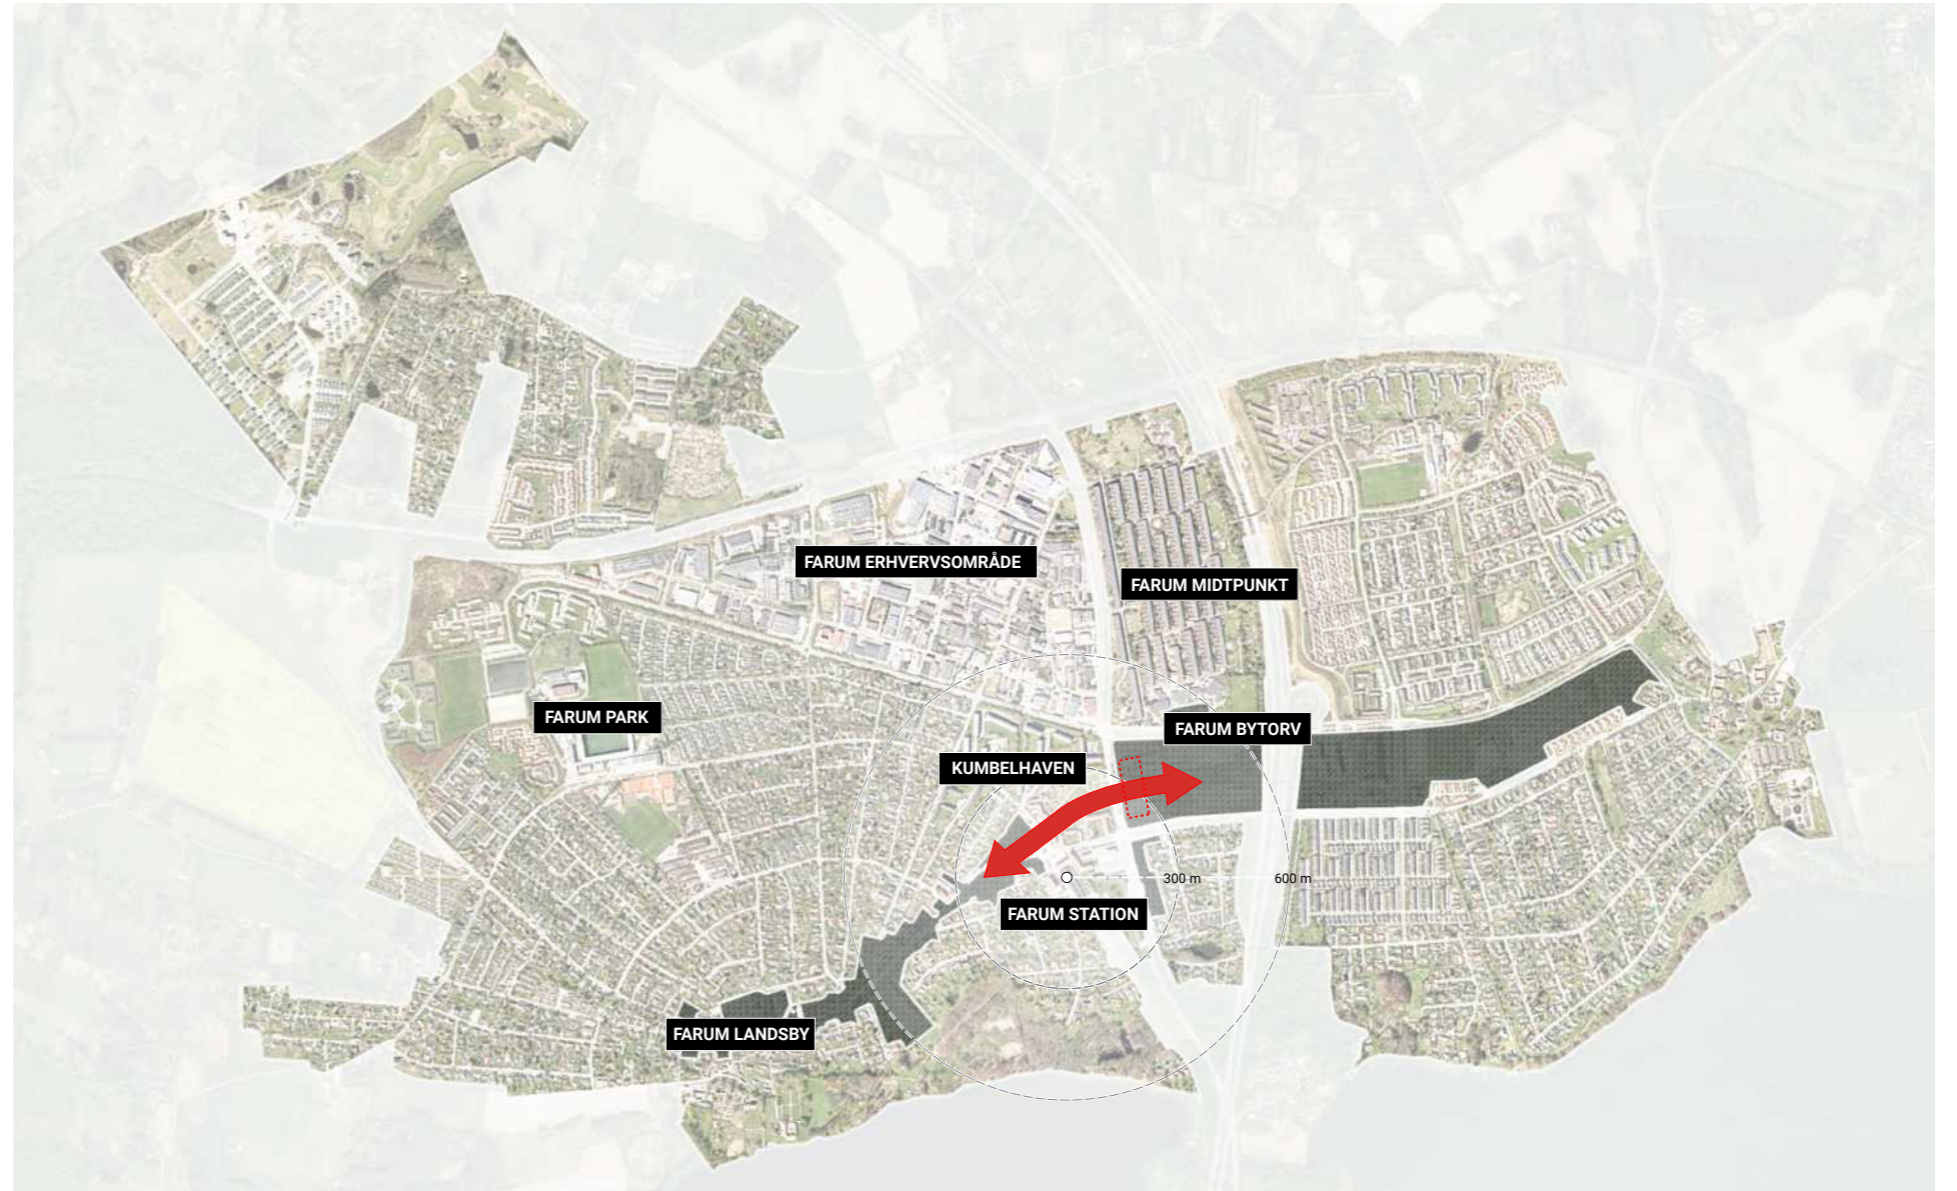 FARUM ERHVERVSOMRÅDE
FARUM MIDTPUNKT
FARUM PARK
FARUM BYTORV
KUMBELHAVEN
300 m
600 m
FARUM STATION
FARUM LANDSBY